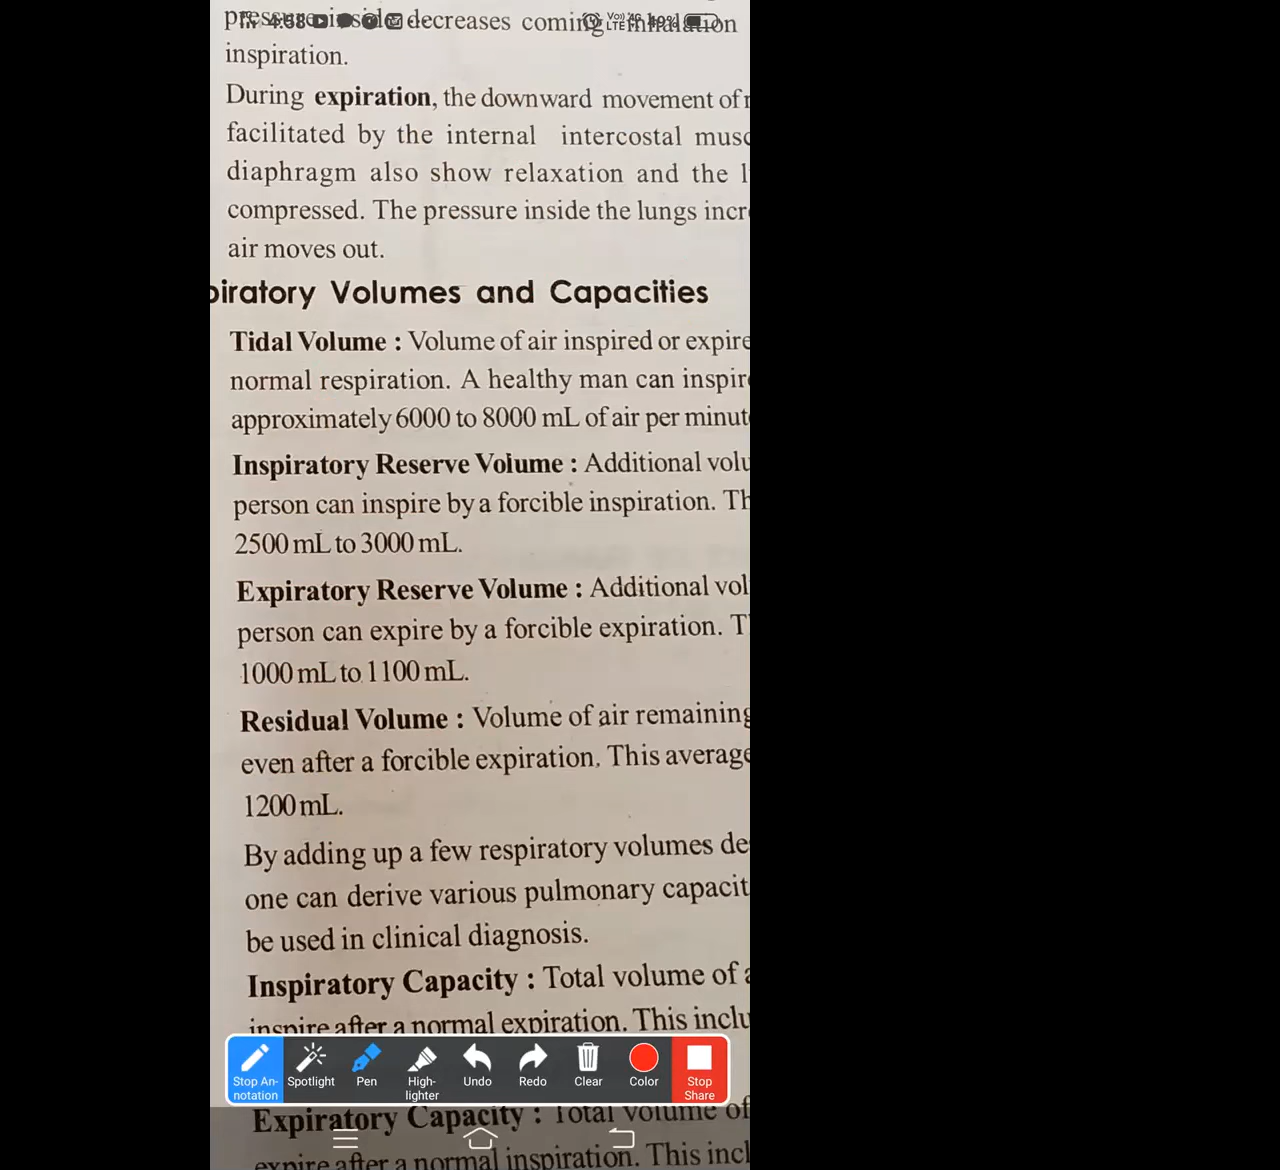 decreases coming inhalation
inspiration.
During expiration, the downward movement of
facilitated by the internal intercostal
diaphragm also show relaxation and the
compressed. The pressure inside the lungs
air moves out.
Volumes and Capacities
Tidal Volume : Volume of air inspired or
normal respiration. A healthy man can
approximately 6000 to 8000 mL of air per
Inspiratory Reserve Volume : Additional
person can inspire by a forcible inspiration.
2500 mL to 3000 mL.
Expiratory Reserve Volume : Additional
person can expire by a forcible expiration.
1000 mL to 1100 mL.
Residual Volume : Volume of air remaining
even after a forcible expiration. This
1200 mL.
By adding up a few respiratory volumes
one can derive various pulmonary
be used in clinical diagnosis.
Inspiratory Capacity : Total volume of
inspire after a normal expiration. This
Stop An-
notation
Spotlight
Pen
High-
lighter
Undo
Redo
Clear
Color
Stop
Share
Expiratory Capacity : Total volume of
expire after a normal inspiration. This